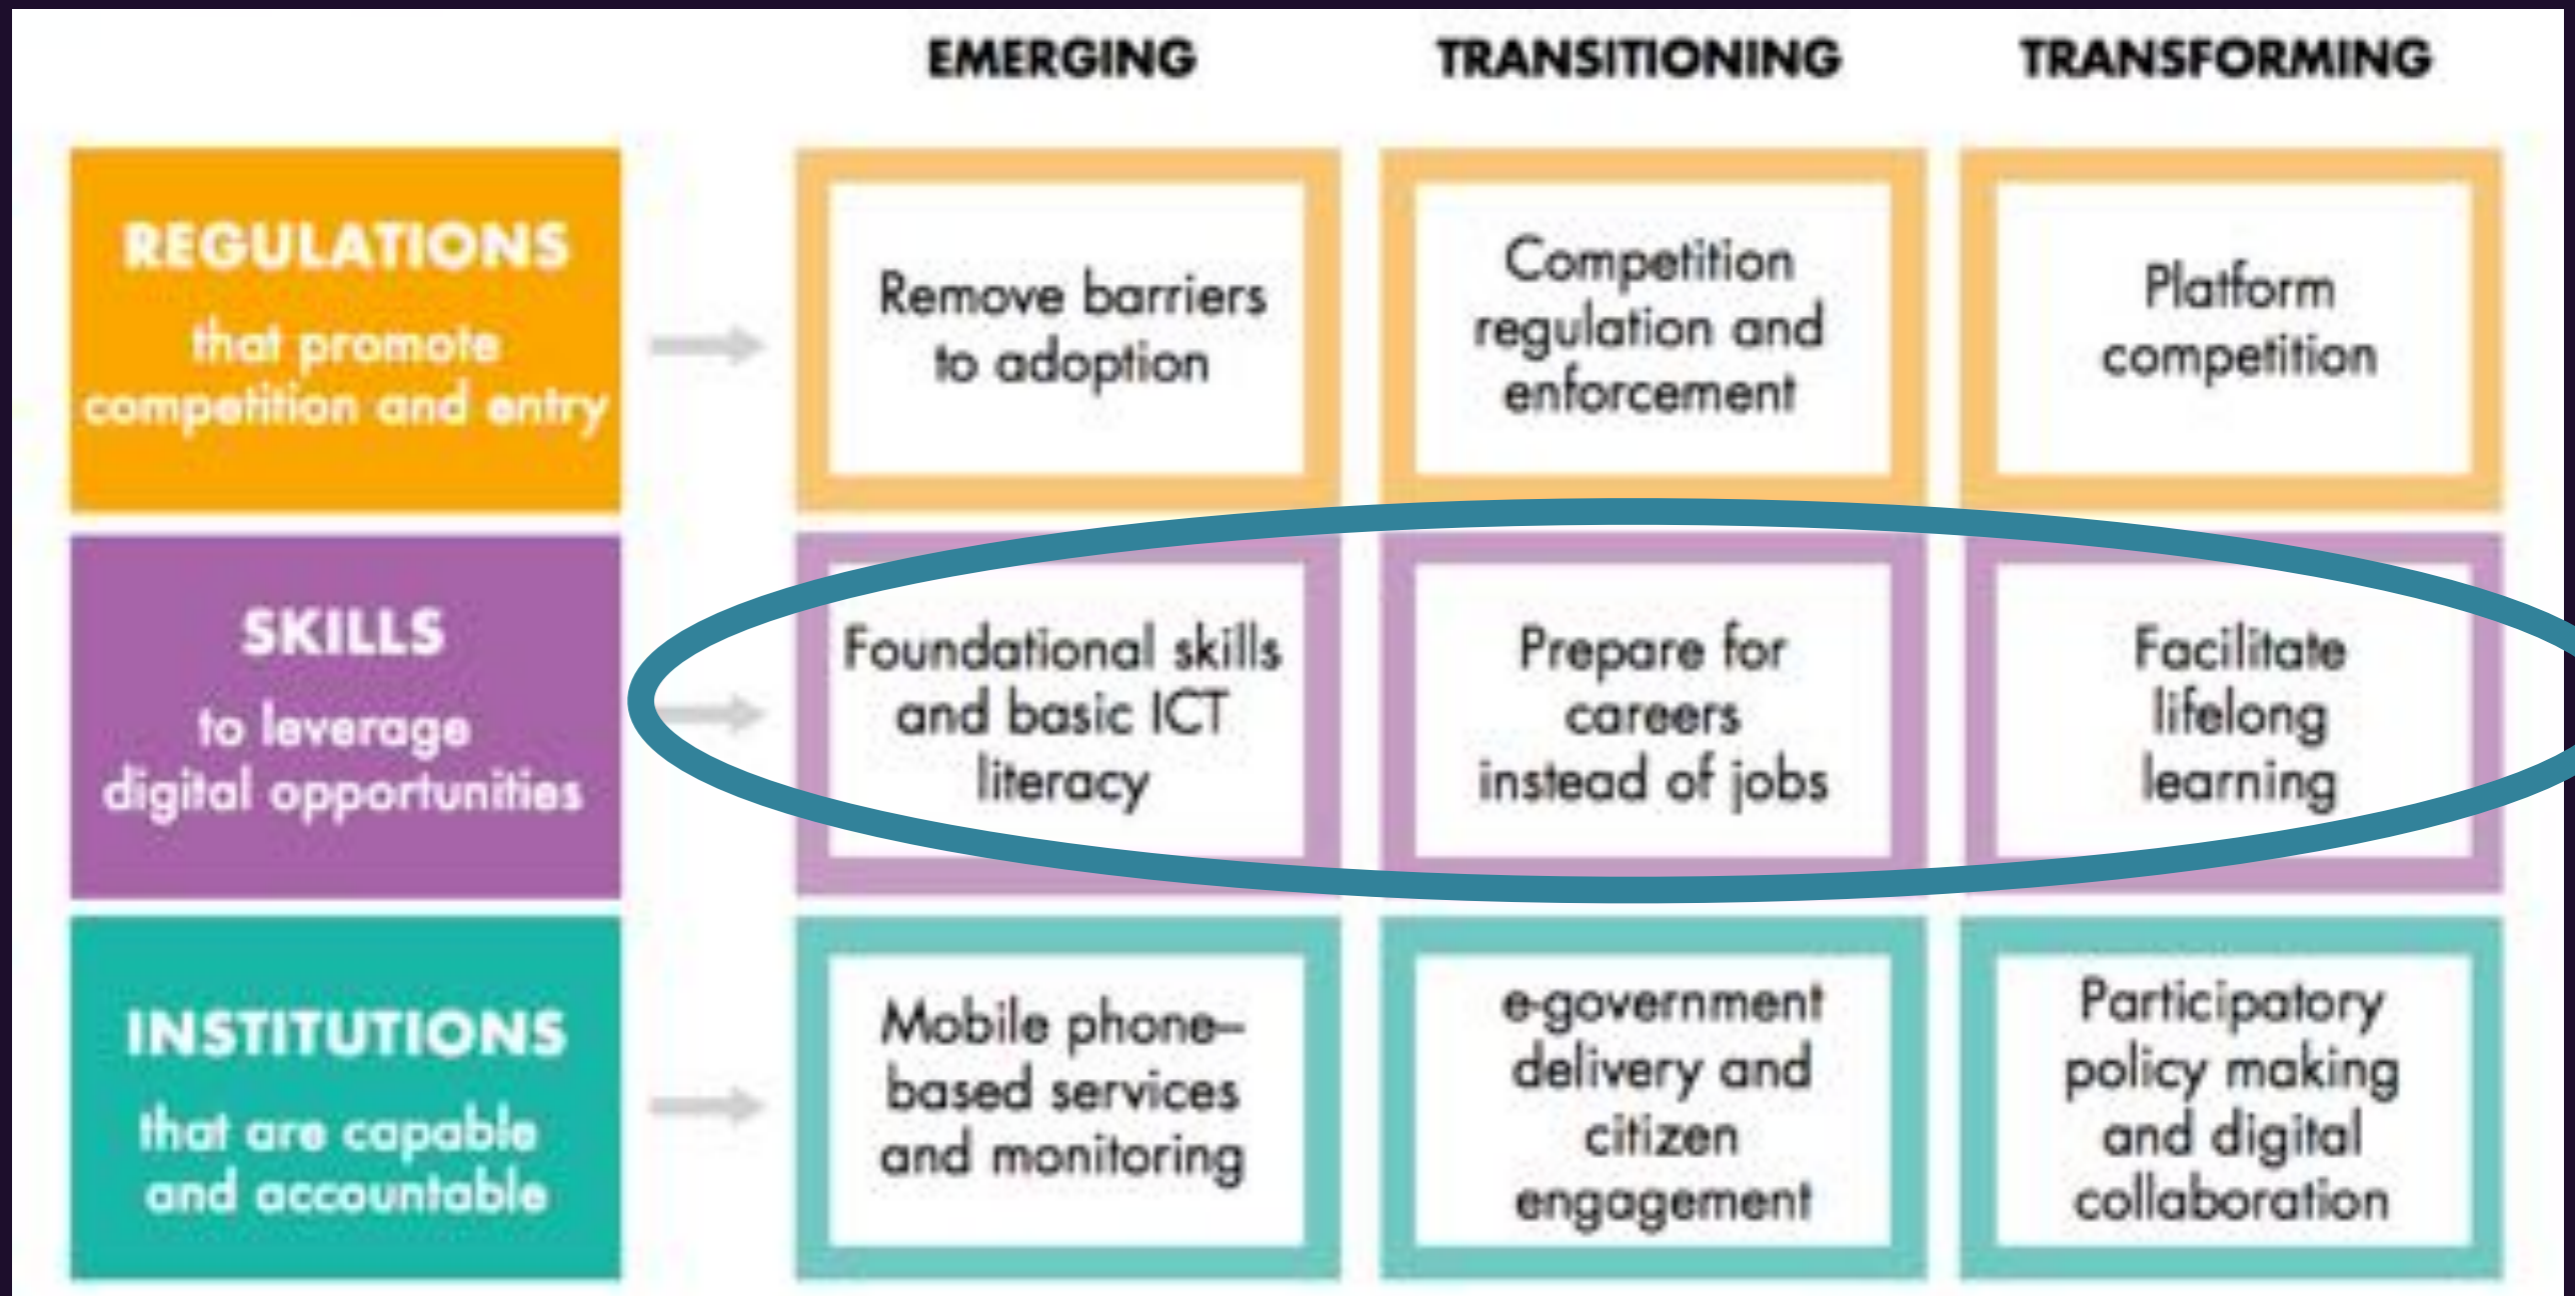 EMERGING
TRANSITIONING
TRANSFORMING
REGULATIONS
that promote
competition and entry
Remove barriers
to adoption
Competition
regulation and
enforcement
Platform
competition
SKILLS
to leverage
digital opportunities
Foundational skills
and basic ICT
literacy
Prepare for
careers
instead of jobs
Facilitate
lifelong
learning
INSTITUTIONS
that are capable
and accountable
Mobile phone–
based services
and monitoring
e-government
delivery and
citizen
engagement
Participatory
policy making
and digital
collaboration